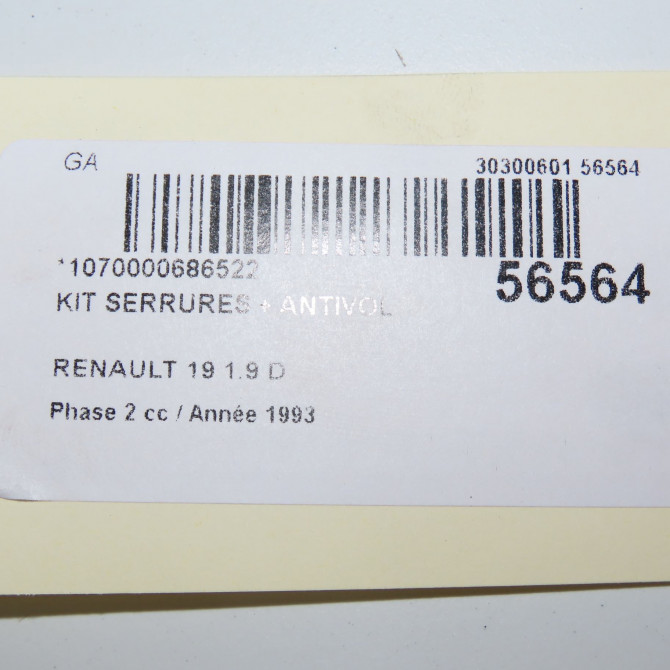 GA 30300601 56564
*1070000686522 56564
KIT SERRURES + ANTIVOL
RENAULT 19 1.9 D
Phase 2 cc / Année 1993